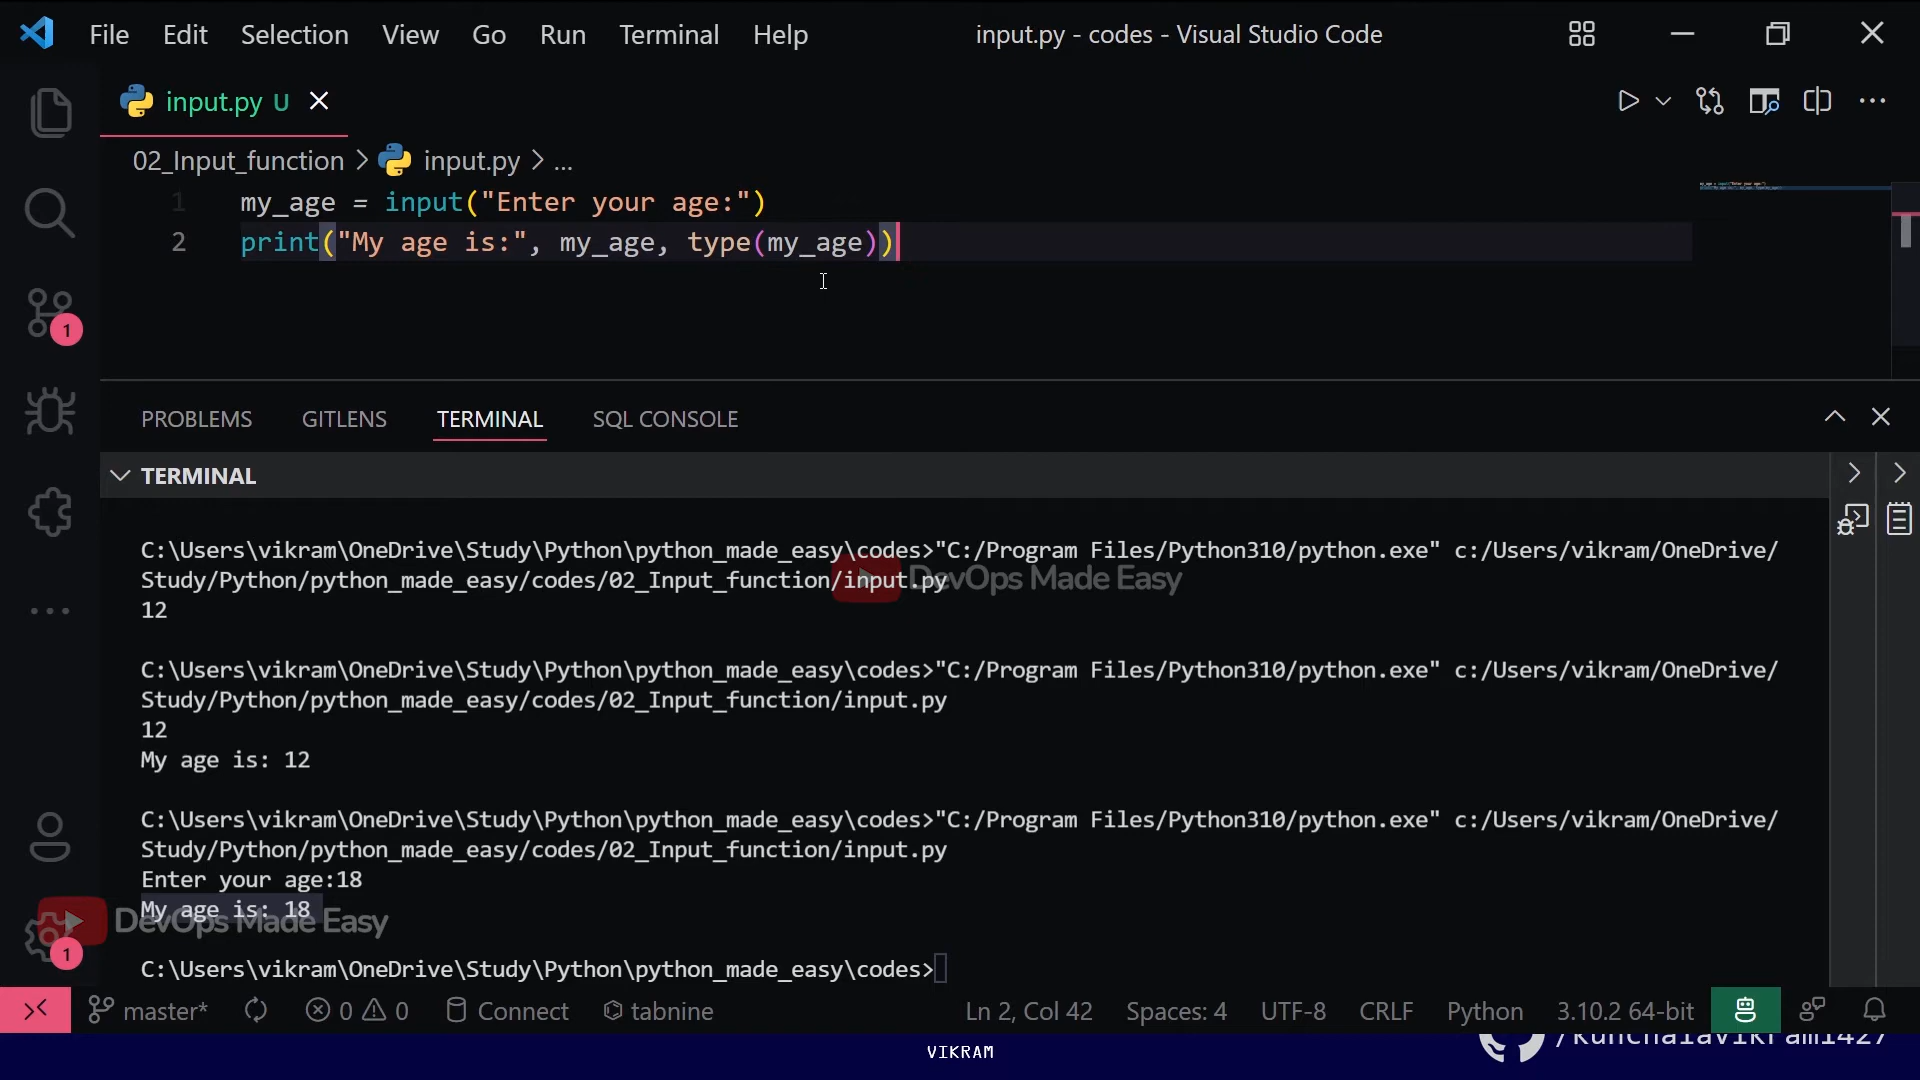 File Edit Selection View Go Run Terminal Help input.py - codes - Visual Studio Code
input.py U
02_Input_function > input.py > ...
1 my_age = input("Enter your age:")
2 print("My age is:", my_age, type(my_age))
PROBLEMS GITLENS TERMINAL SQL CONSOLE
TERMINAL
C:\Users\vikram\OneDrive\Study\Python\python_made_easy\codes>"C:/Program Files/Python310/python.exe" c:/Users/vikram/OneDrive/
Study/Python/python_made_easy/codes/02_Input_function/input.py
DevOps Made Easy
12
C:\Users\vikram\OneDrive\Study\Python\python_made_easy\codes>"C:/Program Files/Python310/python.exe" c:/Users/vikram/OneDrive/
Study/Python/python_made_easy/codes/02_Input_function/input.py
12
My age is: 12
C:\Users\vikram\OneDrive\Study\Python\python_made_easy\codes>"C:/Program Files/Python310/python.exe" c:/Users/vikram/OneDrive/
Study/Python/python_made_easy/codes/02_Input_function/input.py
Enter your age:18
My age is: 18
DevOps Made Easy
C:\Users\vikram\OneDrive\Study\Python\python_made_easy\codes>
1
1
master* 0 0 Connect tabnine Ln 2, Col 42 Spaces: 4 UTF-8 CRLF Python 3.10.2 64-bit
/kunchalavikram1427
VIKRAM